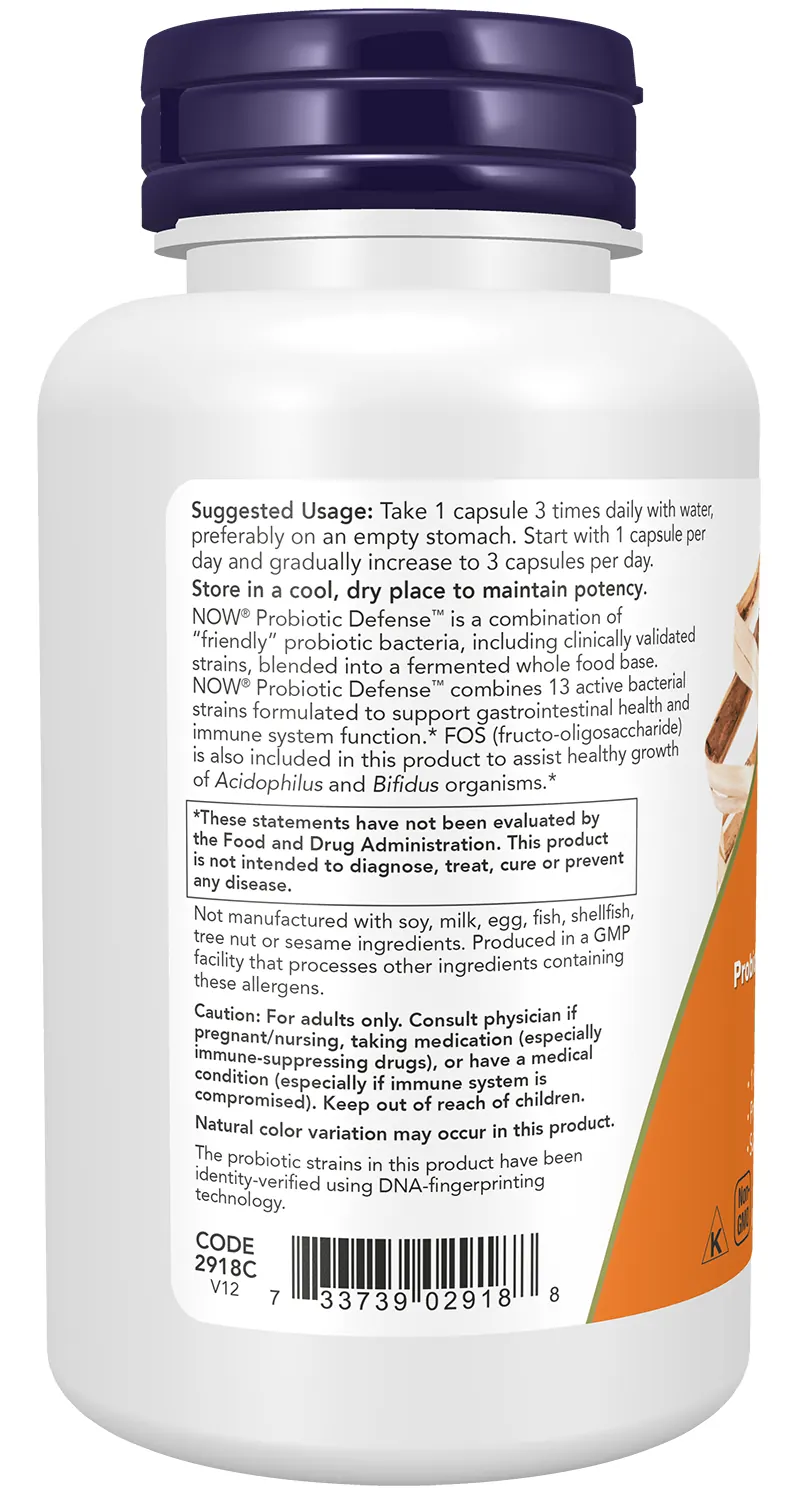 Suggested Usage: Take 1 capsule 3 times daily with water,
preferably on an empty stomach. Start with 1 capsule per
day and gradually increase to 3 capsules per day.
Store in a cool, dry place to maintain potency.
NOW® Probiotic Defense™ is a combination of
“friendly” probiotic bacteria, including clinically validated
strains, blended into a fermented whole food base.
NOW® Probiotic Defense™ combines 13 active bacterial
strains formulated to support gastrointestinal health and
immune system function.* FOS (fructo-oligosaccharide)
is also included in this product to assist healthy growth
of Acidophilus and Bifidus organisms.*
*These statements have not been evaluated by
the Food and Drug Administration. This product
is not intended to diagnose, treat, cure or prevent
any disease.
Not manufactured with soy, milk, egg, fish, shellfish,
tree nut or sesame ingredients. Produced in a GMP
facility that processes other ingredients containing
these allergens.
Caution: For adults only. Consult physician if
pregnant/nursing, taking medication (especially
immune-suppressing drugs), or have a medical
condition (especially if immune system is
compromised). Keep out of reach of children.
Natural color variation may occur in this product.
The probiotic strains in this product have been
identity-verified using DNA-fingerprinting
technology.
CODE
2918C
V12
7 33739 02918 8
K
Non-
GMO